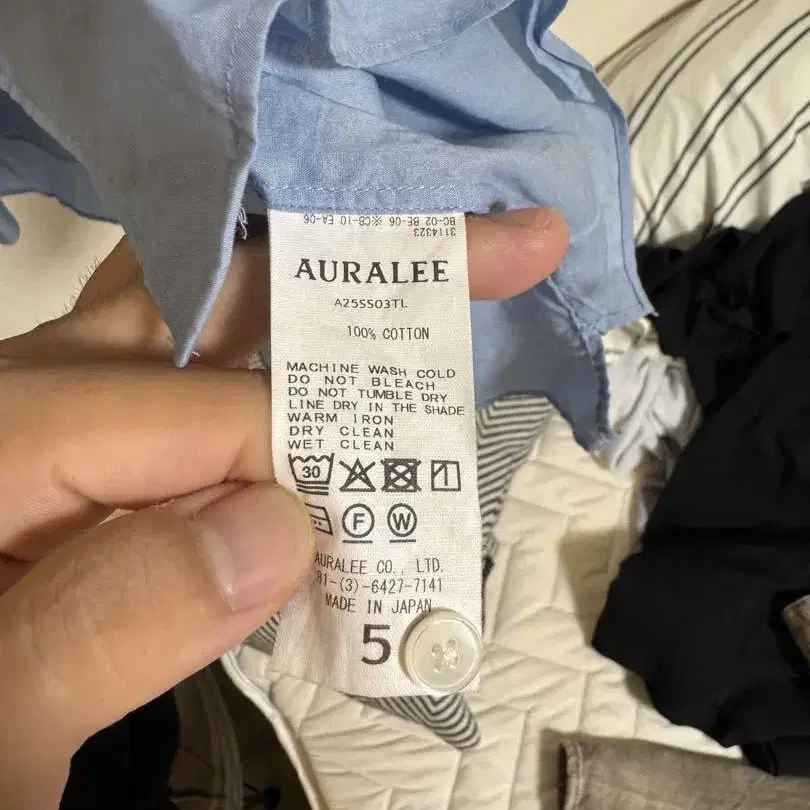 3114323
BC-02 BE-06 ※CB-10 EA-06
AURALEE
A25SS03TL
100% COTTON
MACHINE WASH COLD
DO NOT BLEACH
DO NOT TUMBLE DRY
LINE DRY IN THE SHADE
WARM IRON
DRY CLEAN
WET CLEAN
30
F W
AURALEE CO., LTD.
81-(3)-6427-7141
MADE IN JAPAN
5